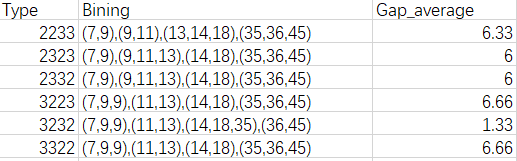 Type Bining Gap_average
2233 (7,9),(9,11),(13,14,18),(35,36,45) 6.33
2323 (7,9),(9,11,13),(14,18),(35,36,45) 6
2332 (7,9),(9,11,13),(14,18),(35,36,45) 6
3223 (7,9,9),(11,13),(14,18),(35,36,45) 6.66
3232 (7,9,9),(11,13),(14,18,35),(36,45) 1.33
3322 (7,9,9),(11,13),(14,18),(35,36,45) 6.66